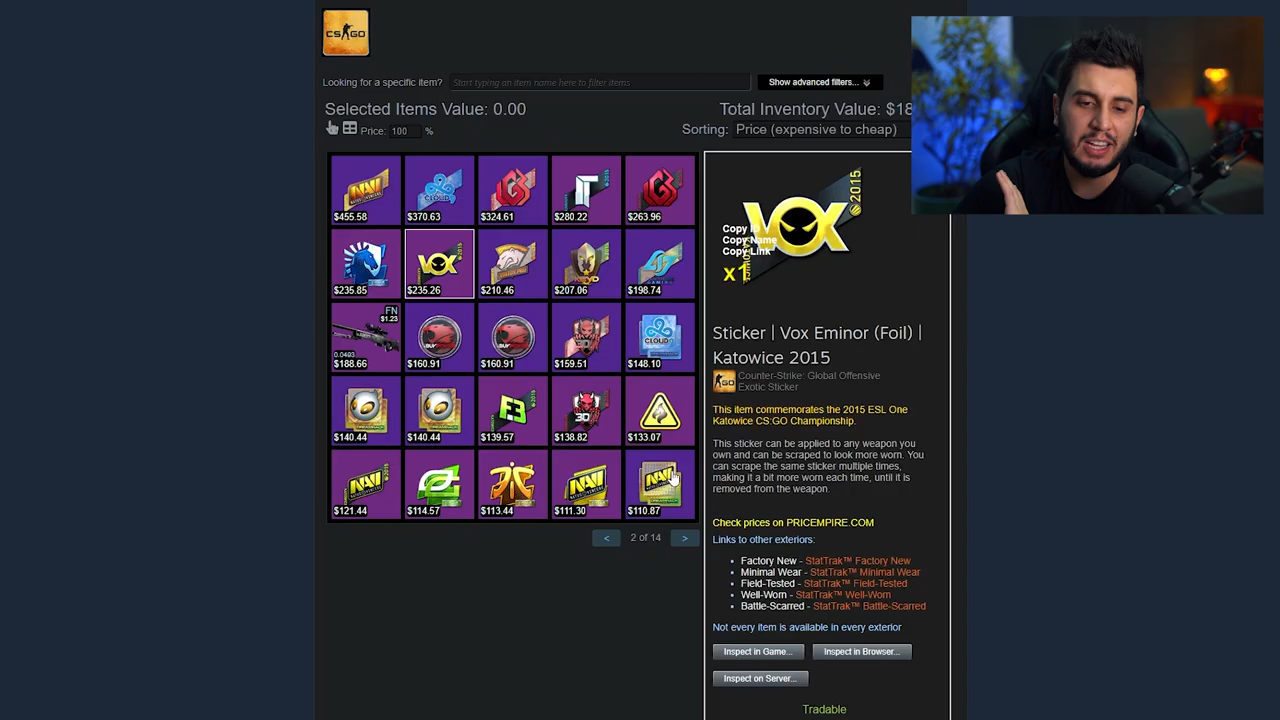 CS GO
Looking for a specific item? Start typing an item name here to filter items Show advanced filters...
Selected Items Value: 0.00 Total Inventory Value: $18
Price: 100 % Sorting: Price (expensive to cheap)
$455.58 $370.63 $324.61 $280.22 $263.96
$235.85 $235.26 $210.46 $207.06 $198.74
FN
$1.23
0.0493
$188.66 $160.91 $160.91 $159.51 $148.10
$140.44 $140.44 $139.57 $138.82 $133.07
$121.44 $114.57 $113.44 $111.30 $110.87
< 2 of 14 >
VOX
2015
Copy ID
Copy Name
Copy Link
x1
Sticker | Vox Eminor (Foil) |
Katowice 2015
Counter-Strike: Global Offensive
Exotic Sticker
This item commemorates the 2015 ESL One
Katowice CS:GO Championship.
This sticker can be applied to any weapon you
own and can be scraped to look more worn. You
can scrape the same sticker multiple times,
making it a bit more worn each time, until it is
removed from the weapon.
Check prices on PRICEMPIRE.COM
Links to other exteriors:
Factory New - StatTrak™ Factory New
Minimal Wear - StatTrak™ Minimal Wear
Field-Tested - StatTrak™ Field-Tested
Well-Worn - StatTrak™ Well-Worn
Battle-Scarred - StatTrak™ Battle-Scarred
Not every item is available in every exterior
Inspect in Game... Inspect in Browser...
Inspect on Server...
Tradable